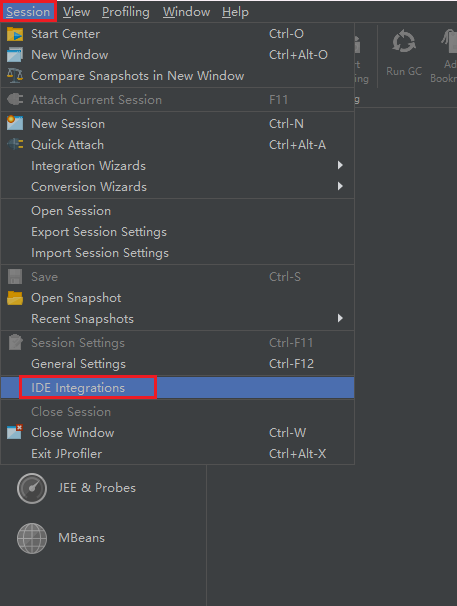 Session View Profiling Window Help
Start Center Ctrl-O
New Window Ctrl+Alt-O
Compare Snapshots in New Window
Attach Current Session F11
Run GC
New Session Ctrl-N
Quick Attach Ctrl+Alt-A
Integration Wizards
Conversion Wizards
Open Session
Export Session Settings
Import Session Settings
Save Ctrl-S
Open Snapshot
Recent Snapshots
Session Settings Ctrl-F11
General Settings Ctrl-F12
IDE Integrations
Close Session
Close Window Ctrl-W
Exit JProfiler Ctrl+Alt-X
JEE & Probes
MBeans